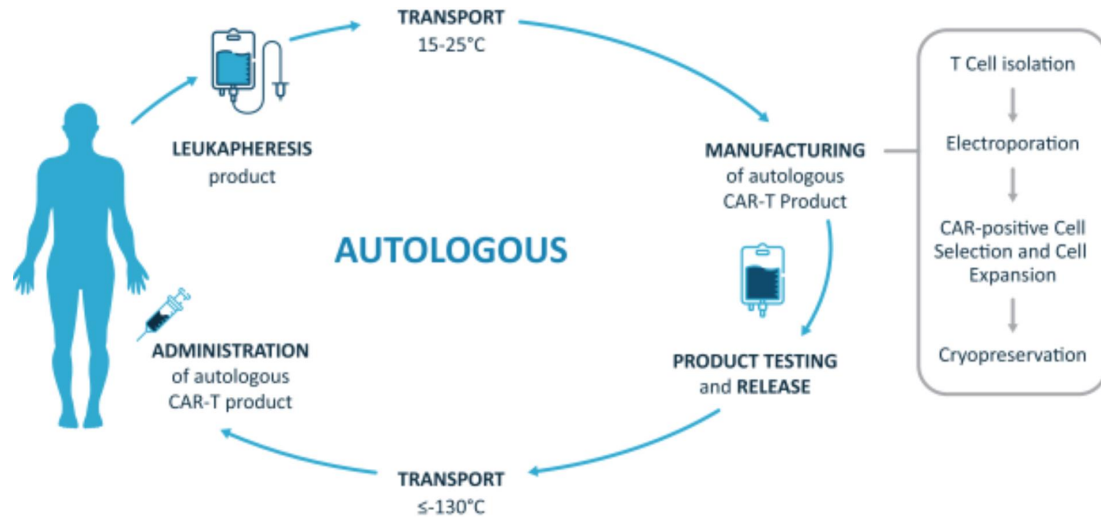 TRANSPORT
15-25°C
LEUKAPHERESIS
product
MANUFACTURING
of autologous
CAR-T Product
T Cell isolation
Electroporation
CAR-positive Cell
Selection and Cell
Expansion
Cryopreservation
AUTOLOGOUS
PRODUCT TESTING
and RELEASE
TRANSPORT
≤-130°C
ADMINISTRATION
of autologous
CAR-T product